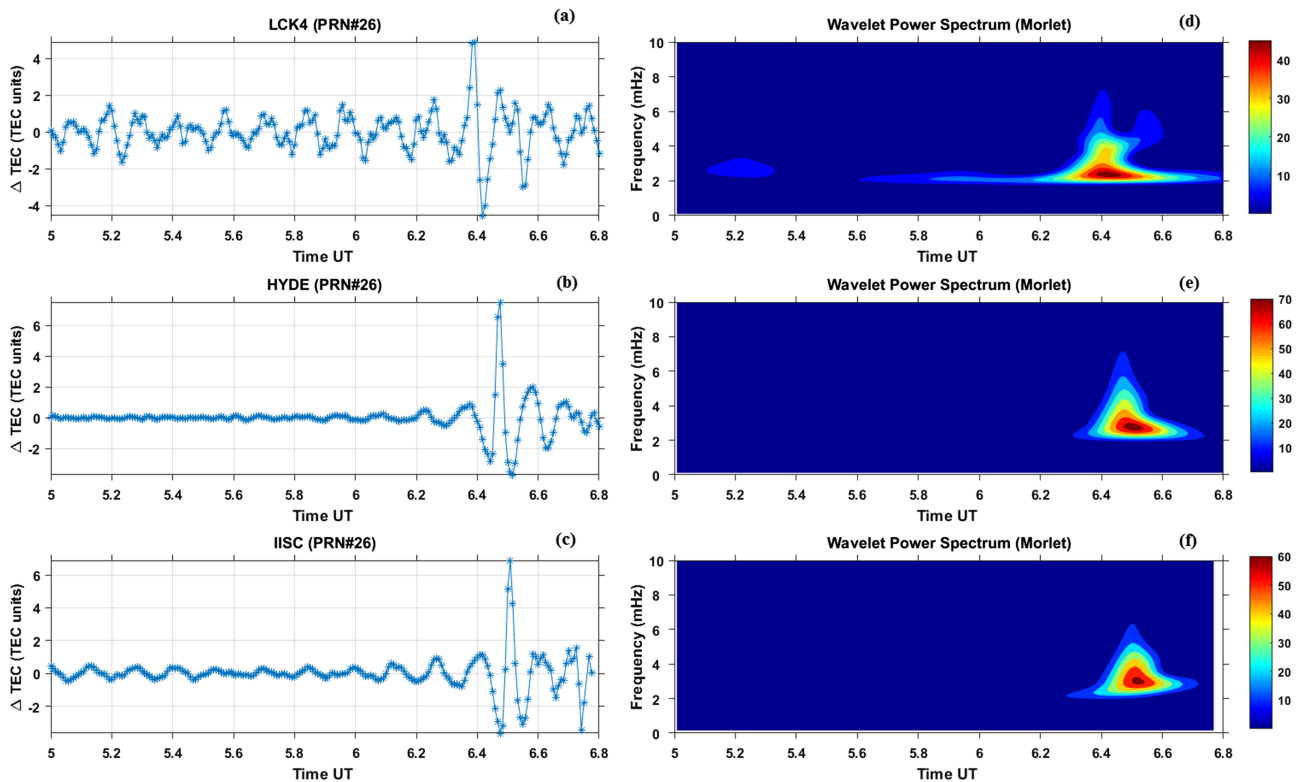 LCK4 (PRN#26)
(a)
4
2
0
-2
-4
Δ TEC (TEC units)
5 5.2 5.4 5.6 5.8 6 6.2 6.4 6.6 6.8
Time UT
Wavelet Power Spectrum (Morlet)
(d)
10
8
6
4
2
0
Frequency (mHz)
5 5.2 5.4 5.6 5.8 6 6.2 6.4 6.6 6.8
Time UT
40
30
20
10
HYDE (PRN#26)
(b)
6
4
2
0
-2
Δ TEC (TEC units)
5 5.2 5.4 5.6 5.8 6 6.2 6.4 6.6 6.8
Time UT
Wavelet Power Spectrum (Morlet)
(e)
10
8
6
4
2
0
Frequency (mHz)
5 5.2 5.4 5.6 5.8 6 6.2 6.4 6.6 6.8
Time UT
70
60
50
40
30
20
10
IISC (PRN#26)
(c)
6
4
2
0
-2
Δ TEC (TEC units)
5 5.2 5.4 5.6 5.8 6 6.2 6.4 6.6 6.8
Time UT
Wavelet Power Spectrum (Morlet)
(f)
10
8
6
4
2
0
Frequency (mHz)
5 5.2 5.4 5.6 5.8 6 6.2 6.4 6.6 6.8
Time UT
60
50
40
30
20
10